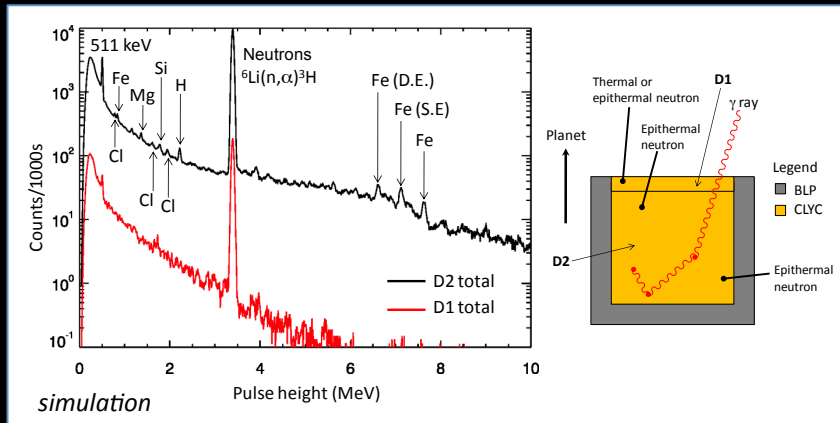 10⁴
10³
10²
10¹
10⁰
10⁻¹
Counts/1000s
511 keV
Fe
Mg
Si
H
Cl
Cl
Cl
Neutrons
⁶Li(n,α)³H
Fe (D.E.)
Fe (S.E)
Fe
D2 total
D1 total
0
2
4
6
8
10
Pulse height (MeV)
simulation
Planet
Thermal or
epithermal neutron
D1
γ ray
Epithermal
neutron
Legend
BLP
CLYC
D2
Epithermal
neutron